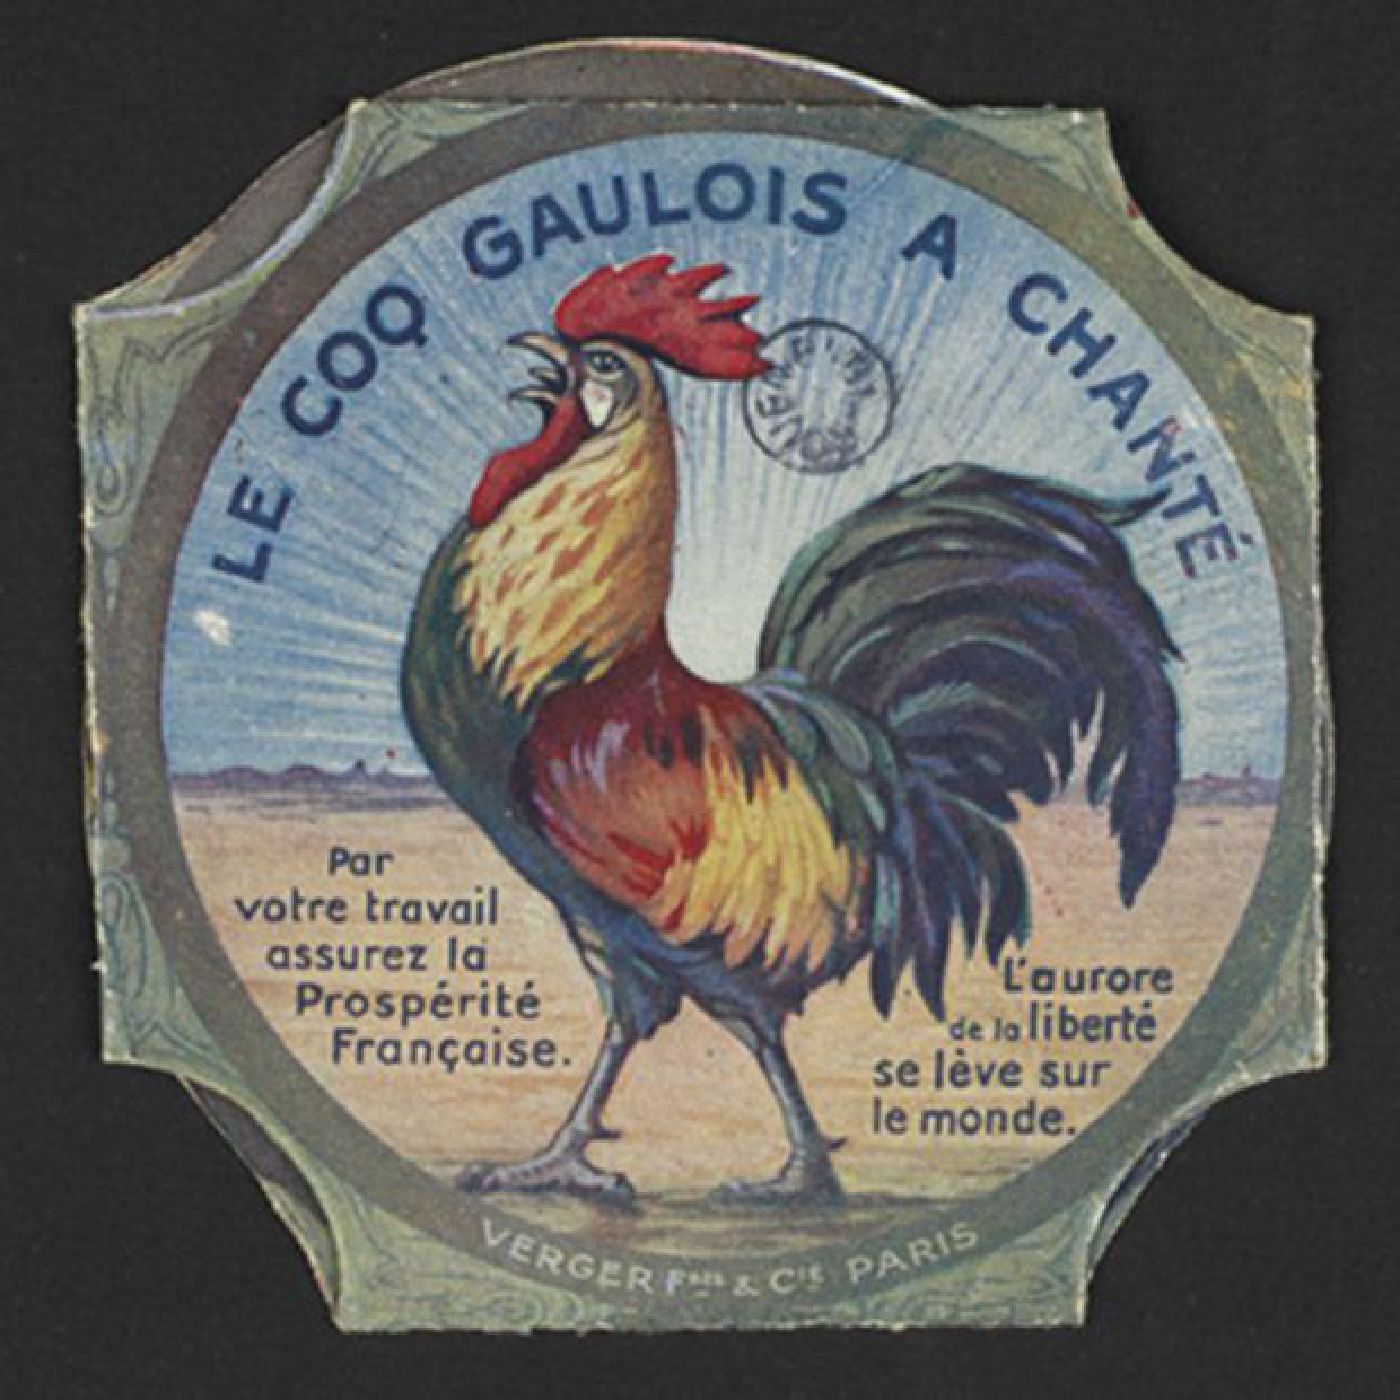 LE COQ GAULOIS A CHANTÉ
Par
votre travail
assurez la
Prospérité
Française.
L'aurore
de la liberté
se lève sur
le monde.
VERGER FRES & CIE PARIS